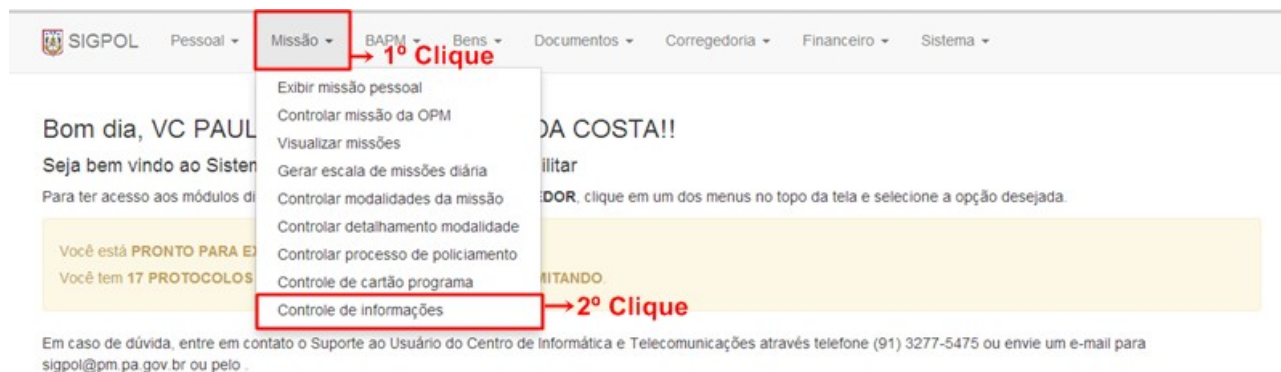 SIGPOL Pessoal Missão BAPM Bens Documentos Corregedoria Financeiro Sistema
1º Clique
Exibir missão pessoal
Controlar missão da OPM
Bom dia, VC PAUL DA COSTA!!
Visualizar missões
Seja bem vindo ao Sistem ilitar
Gerar escala de missões diária
Para ter acesso aos módulos di EDOR, clique em um dos menus no topo da tela e selecione a opção desejada.
Controlar modalidades da missão
Controlar detalhamento modalidade
Você está PRONTO PARA EX
Controlar processo de policiamento
Você tem 17 PROTOCOLOS MITANDO.
Controle de cartão programa
Controle de informações 2º Clique
Em caso de dúvida, entre em contato o Suporte ao Usuário do Centro de Informática e Telecomunicações através telefone (91) 3277-5475 ou envie um e-mail para
sigpol@pm.pa.gov.br ou pelo .